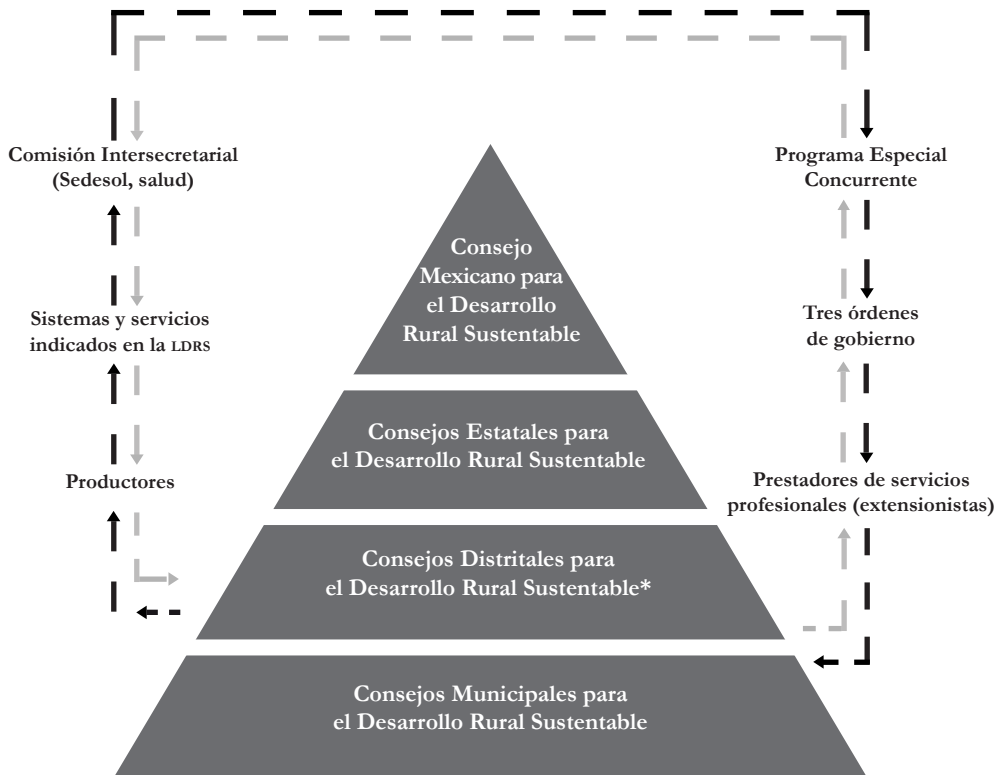 Comisión Intersecretarial
(Sedesol, salud)
Programa Especial
Concurrente
Consejo
Mexicano para
el Desarrollo
Rural Sustentable
Sistemas y servicios
indicados en la LDRS
Tres órdenes
de gobierno
Consejos Estatales para
el Desarrollo Rural Sustentable
Productores
Prestadores de servicios
profesionales (extensionistas)
Consejos Distritales para
el Desarrollo Rural Sustentable*
Consejos Municipales para
el Desarrollo Rural Sustentable